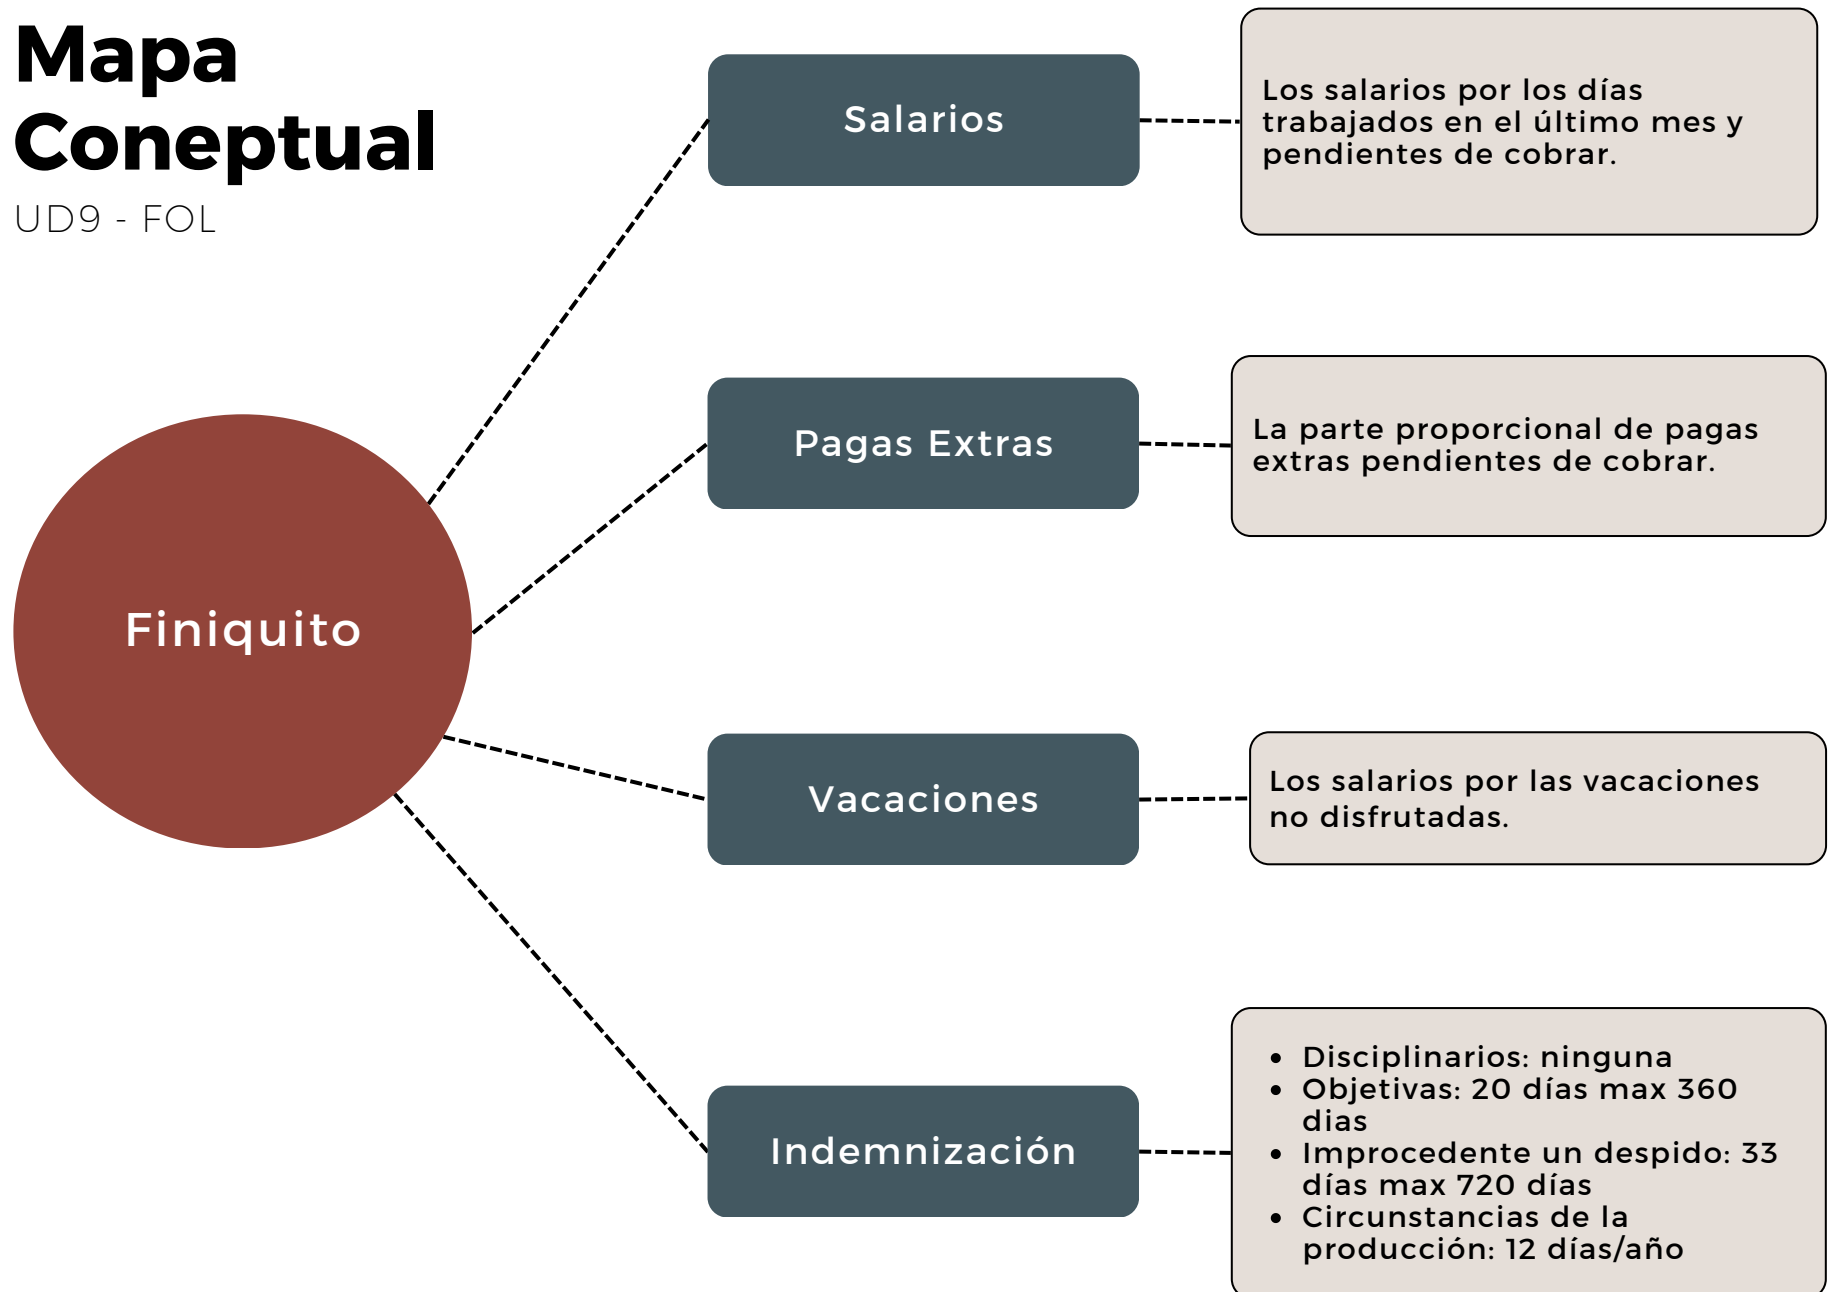 Mapa
Coneptual
UD9 - FOL
Finiquito
Salarios
Los salarios por los días
trabajados en el último mes y
pendientes de cobrar.
Pagas Extras
La parte proporcional de pagas
extras pendientes de cobrar.
Vacaciones
Los salarios por las vacaciones
no disfrutadas.
Indemnización
• Disciplinarios: ninguna
• Objetivas: 20 días max 360
dias
• Improcedente un despido: 33
días max 720 días
• Circunstancias de la
producción: 12 días/año